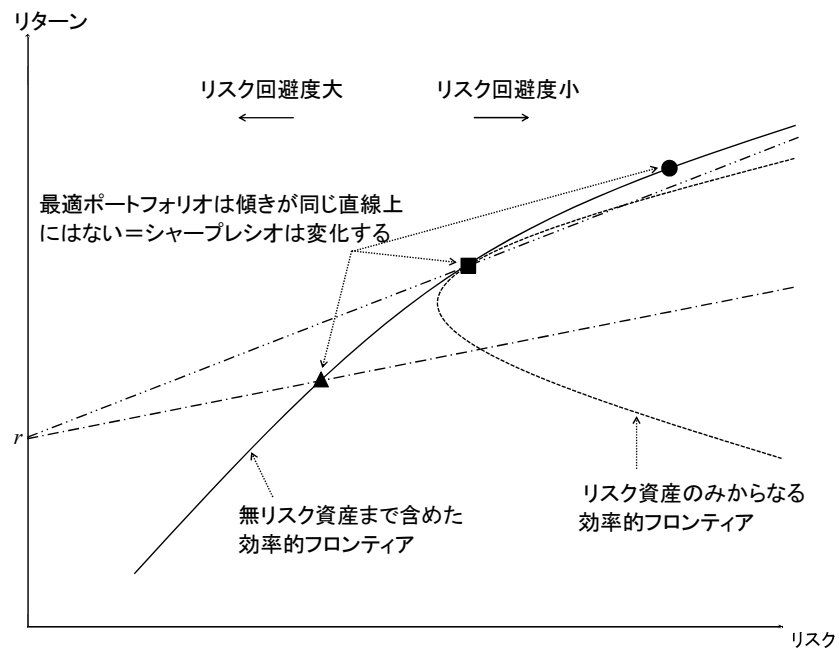 リターン
リスク回避度大
リスク回避度小
最適ポートフォリオは傾きが同じ直線上
にはない＝シャープレシオは変化する
r
無リスク資産まで含めた
効率的フロンティア
リスク資産のみからなる
効率的フロンティア
リスク